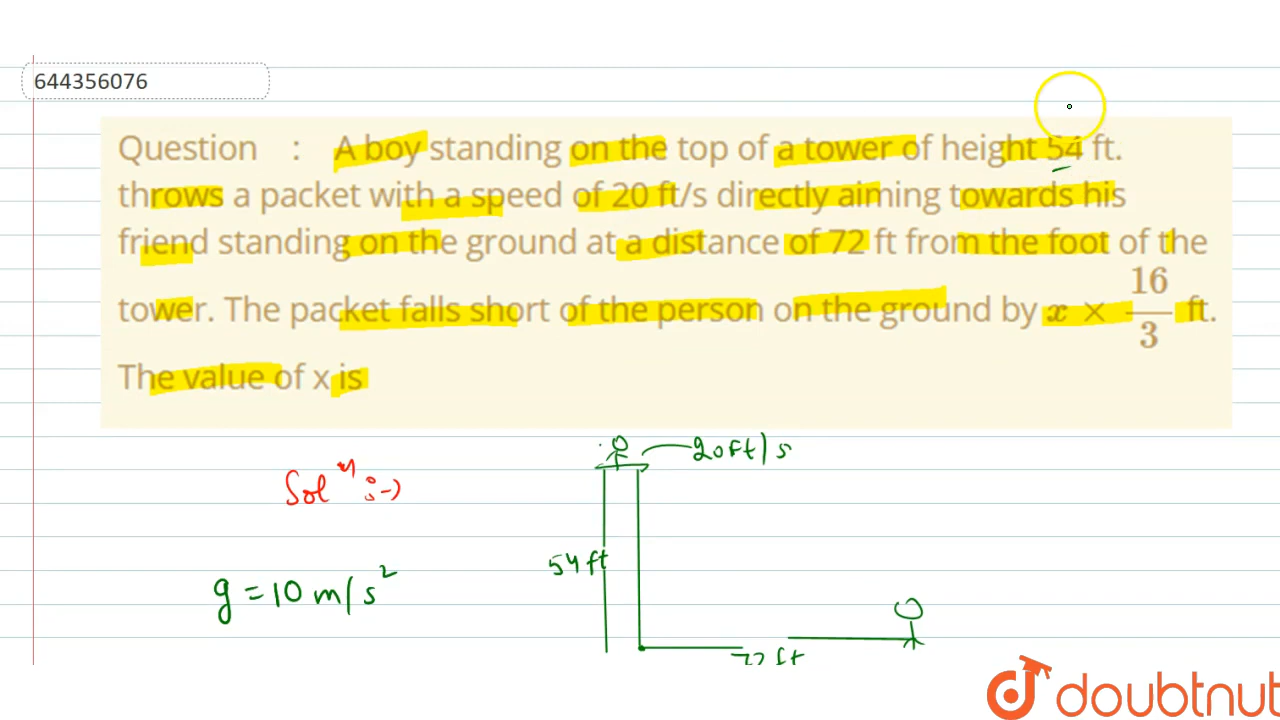 644356076
Question : A boy standing on the top of a tower of height 54 ft.
throws a packet with a speed of 20 ft/s directly aiming towards his
friend standing on the ground at a distance of 72 ft from the foot of the
tower. The packet falls short of the person on the ground by x × 16/3 ft.
The value of x is
20ft/s
Solⁿ :-)
54ft
g = 10 m/s²
72 ft
doubtnut